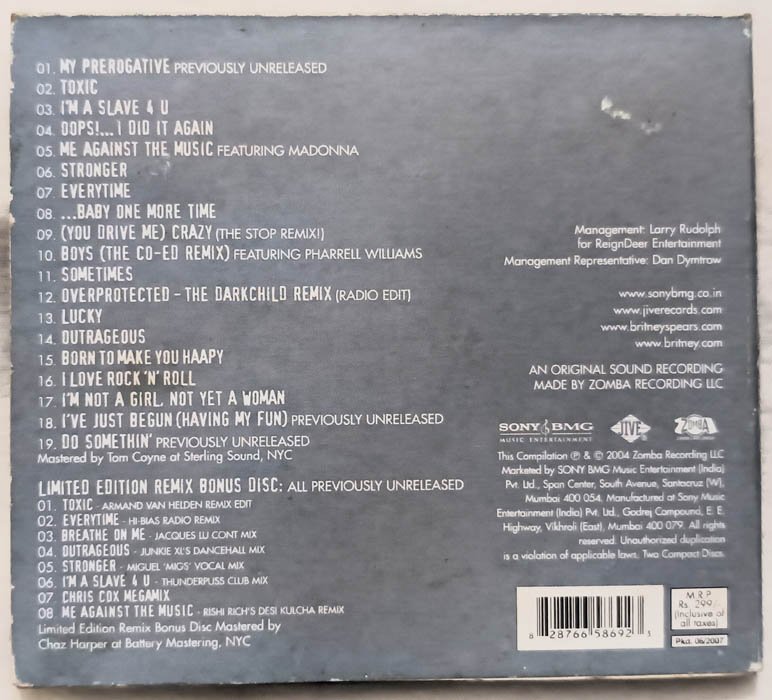 01. MY PREROGATIVE PREVIOUSLY UNRELEASED
02. TOXIC
03. I'M A SLAVE 4 U
04. OOPS!...I DID IT AGAIN
05. ME AGAINST THE MUSIC FEATURING MADONNA
06. STRONGER
07. EVERYTIME
08. ...BABY ONE MORE TIME
09. (YOU DRIVE ME) CRAZY (THE STOP REMIX!)
10. BOYS (THE CO-ED REMIX) FEATURING PHARRELL WILLIAMS
11. SOMETIMES
12. OVERPROTECTED - THE DARKCHILD REMIX (RADIO EDIT)
13. LUCKY
14. OUTRAGEOUS
15. BORN TO MAKE YOU HAAPY
16. I LOVE ROCK 'N' ROLL
17. I'M NOT A GIRL, NOT YET A WOMAN
18. I'VE JUST BEGUN (HAVING MY FUN) PREVIOUSLY UNRELEASED
19. DO SOMETHIN' PREVIOUSLY UNRELEASED
Mastered by Tom Coyne at Sterling Sound, NYC
LIMITED EDITION REMIX BONUS DISC: ALL PREVIOUSLY UNRELEASED
01. TOXIC - ARMAND VAN HELDEN REMIX EDIT
02. EVERYTIME - HI-BIAS RADIO REMIX
03. BREATHE ON ME - JACQUES LU CONT MIX
04. OUTRAGEOUS - JUNKIE XL'S DANCEHALL MIX
05. STRONGER - MIGUEL 'MIGS' VOCAL MIX
06. I'M A SLAVE 4 U - THUNDERPUSS CLUB MIX
07 CHRIS COX MEGAMIX
08 ME AGAINST THE MUSIC - RISHI RICH'S DESI KULCHA REMIX
Limited Edition Remix Bonus Disc Mastered by
Chaz Harper at Battery Mastering, NYC
Management: Larry Rudolph
for ReignDeer Entertainment
Management Representative: Dan Dymtrow
www.sonybmg.co.in
www.jiverecords.com
www.britneyspears.com
www.britney.com
AN ORIGINAL SOUND RECORDING
MADE BY ZOMBA RECORDING LLC
SONY BMG
MUSIC ENTERTAINMENT
JIVE
ZOMBA
This Compilation ℗ & © 2004 Zomba Recording LLC
Marketed by SONY BMG Music Entertainment (India)
Pvt. Ltd., Span Center, South Avenue, Santacruz (W),
Mumbai 400 054. Manufactured at Sony Music
Entertainment (India) Pvt. Ltd., Godrej Compound, E. E.
Highway, Vikhroli (East), Mumbai 400 079. All rights
reserved. Unauthorized duplication
is a violation of applicable laws. Two Compact Discs.
8 28766 58692 3
M.R.P
Rs. 299/-
(Inclusive of
all taxes)
Pkd. 06/2007